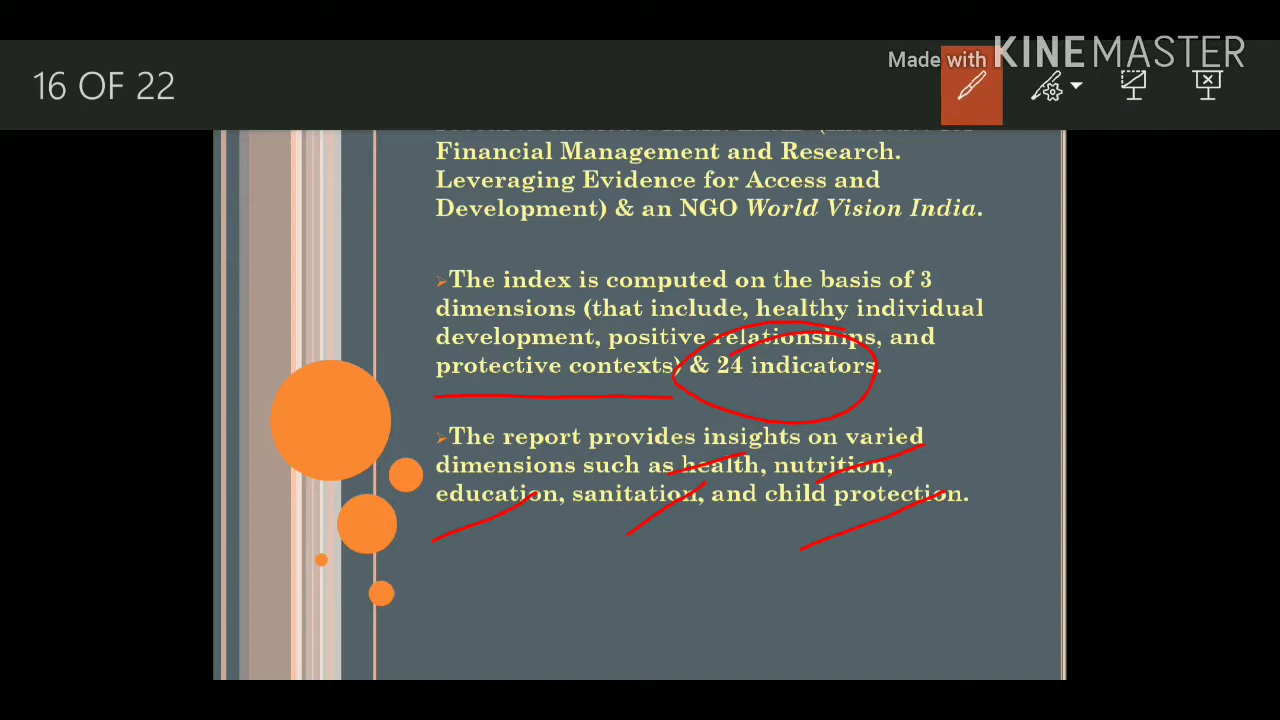 Made with KINEMASTER
16 OF 22
Financial Management and Research.
Leveraging Evidence for Access and
Development) & an NGO World Vision India.
➢The index is computed on the basis of 3
dimensions (that include, healthy individual
development, positive relationships, and
protective contexts) & 24 indicators.
➢The report provides insights on varied
dimensions such as health, nutrition,
education, sanitation, and child protection.